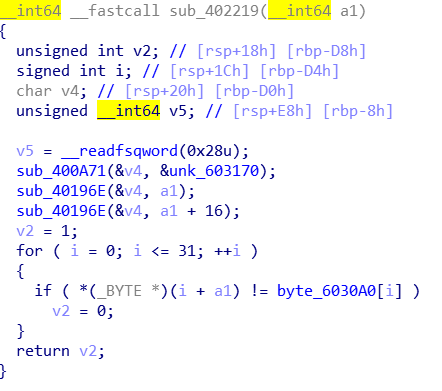 __int64 __fastcall sub_402219(__int64 a1)
{
  unsigned int v2; // [rsp+18h] [rbp-D8h]
  signed int i; // [rsp+1Ch] [rbp-D4h]
  char v4; // [rsp+20h] [rbp-D0h]
  unsigned __int64 v5; // [rsp+E8h] [rbp-8h]

  v5 = __readfsqword(0x28u);
  sub_400A71(&v4, &unk_603170);
  sub_40196E(&v4, a1);
  sub_40196E(&v4, a1 + 16);
  v2 = 1;
  for ( i = 0; i <= 31; ++i )
  {
    if ( *(_BYTE *)(i + a1) != byte_6030A0[i] )
      v2 = 0;
  }
  return v2;
}